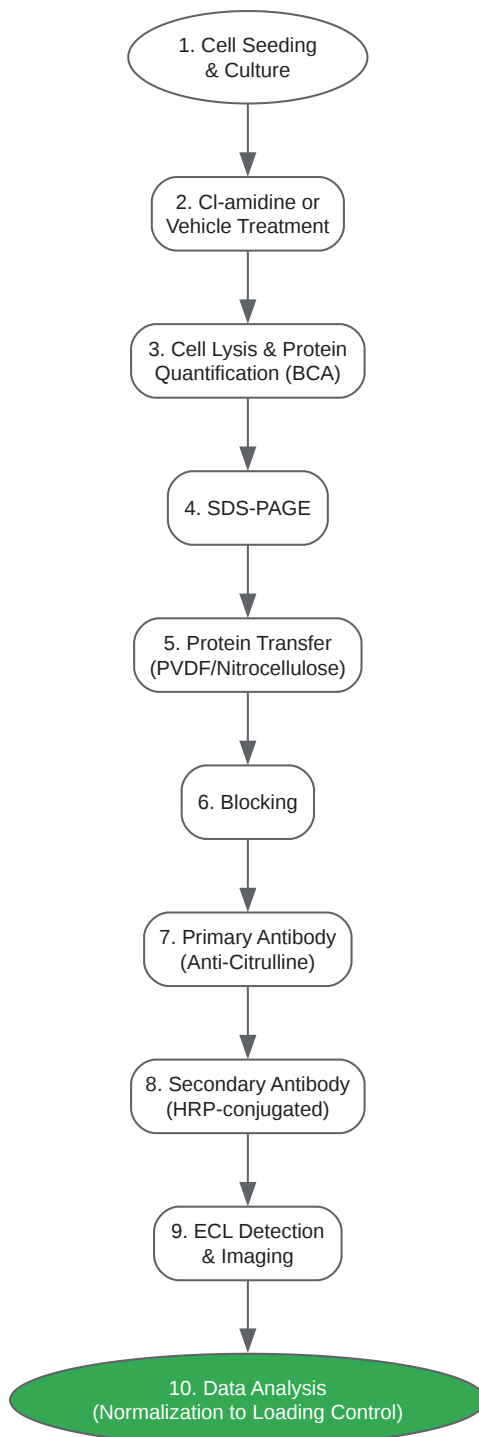 1. Cell Seeding
& Culture
2. Cl-amidine or
Vehicle Treatment
3. Cell Lysis & Protein
Quantification (BCA)
4. SDS-PAGE
5. Protein Transfer
(PVDF/Nitrocellulose)
6. Blocking
7. Primary Antibody
(Anti-Citrulline)
8. Secondary Antibody
(HRP-conjugated)
9. ECL Detection
& Imaging
10. Data Analysis
(Normalization to Loading Control)